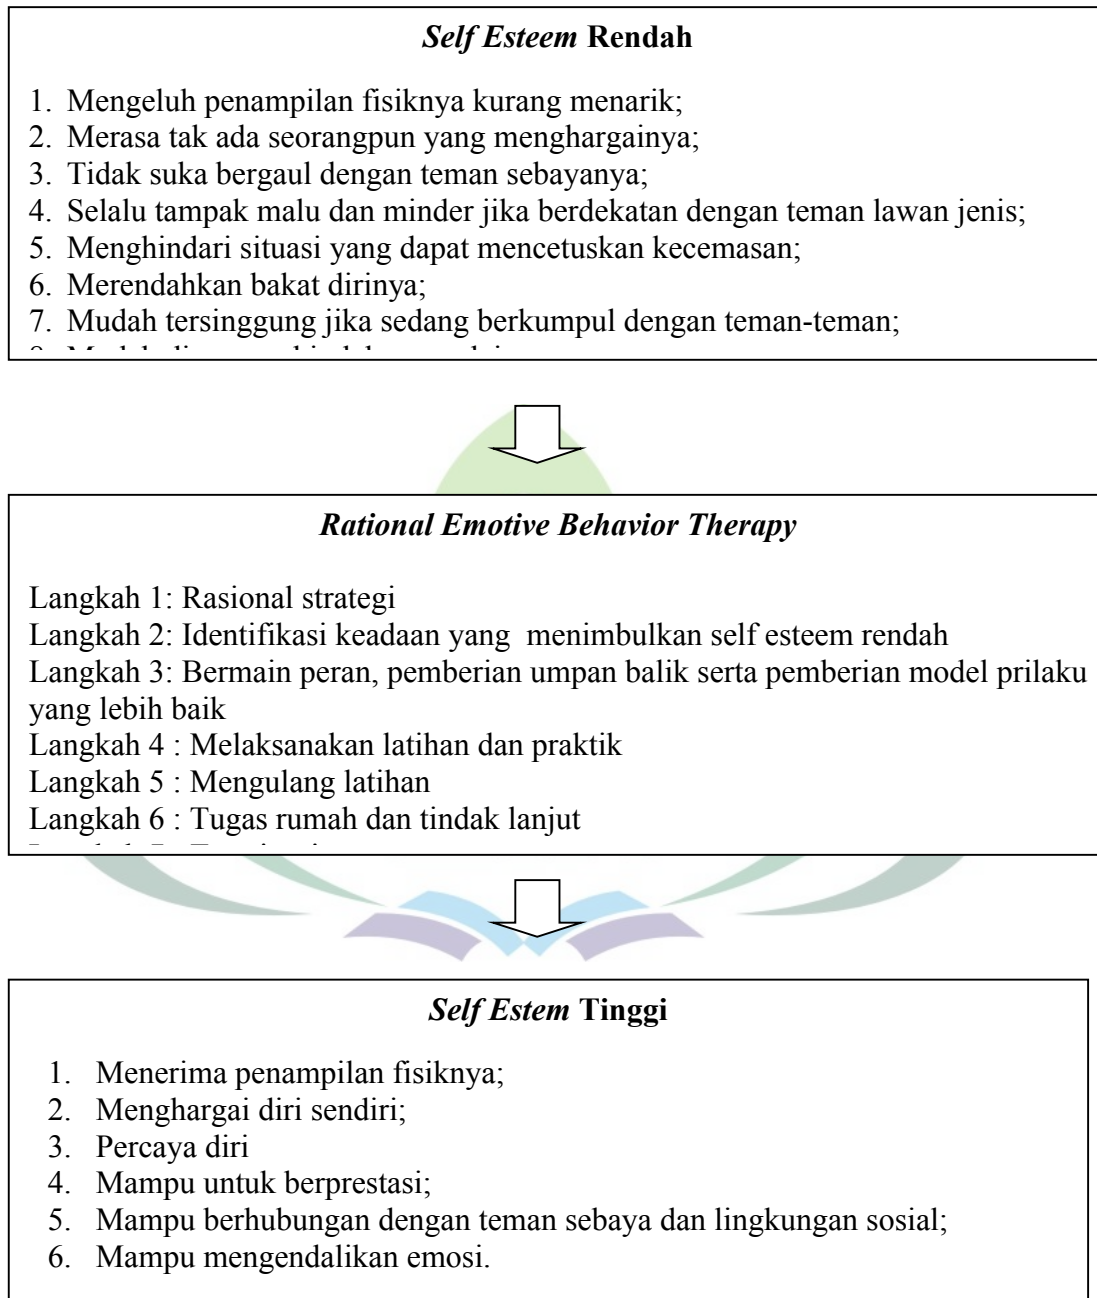 Self Esteem Rendah
1. Mengeluh penampilan fisiknya kurang menarik;
2. Merasa tak ada seorangpun yang menghargainya;
3. Tidak suka bergaul dengan teman sebayanya;
4. Selalu tampak malu dan minder jika berdekatan dengan teman lawan jenis;
5. Menghindari situasi yang dapat mencetuskan kecemasan;
6. Merendahkan bakat dirinya;
7. Mudah tersinggung jika sedang berkumpul dengan teman-teman;
Rational Emotive Behavior Therapy
Langkah 1: Rasional strategi
Langkah 2: Identifikasi keadaan yang menimbulkan self esteem rendah
Langkah 3: Bermain peran, pemberian umpan balik serta pemberian model prilaku
yang lebih baik
Langkah 4 : Melaksanakan latihan dan praktik
Langkah 5 : Mengulang latihan
Langkah 6 : Tugas rumah dan tindak lanjut
Self Estem Tinggi
1. Menerima penampilan fisiknya;
2. Menghargai diri sendiri;
3. Percaya diri
4. Mampu untuk berprestasi;
5. Mampu berhubungan dengan teman sebaya dan lingkungan sosial;
6. Mampu mengendalikan emosi.